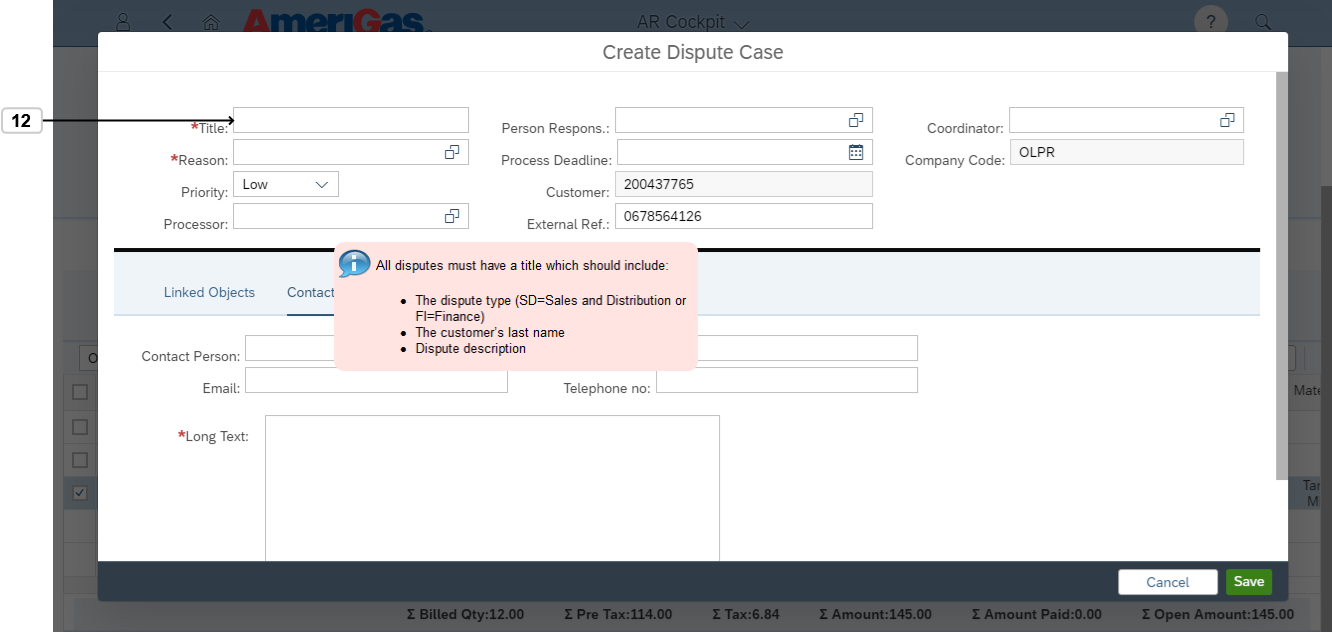 AmeriGas
AR Cockpit
?
Create Dispute Case
12
*Title:
Person Respons.:
Coordinator:
*Reason:
Process Deadline:
Company Code: OLPR
Priority: Low
Customer: 200437765
Processor:
External Ref.: 0678564126
All disputes must have a title which should include:
• The dispute type (SD=Sales and Distribution or
FI=Finance)
• The customer's last name
• Dispute description
Linked Objects
Contact
Contact Person:
Email:
Telephone no:
*Long Text:
O
Mate
Tar
M
Cancel
Save
Σ Billed Qty:12.00 Σ Pre Tax:114.00 Σ Tax:6.84 Σ Amount:145.00 Σ Amount Paid:0.00 Σ Open Amount:145.00